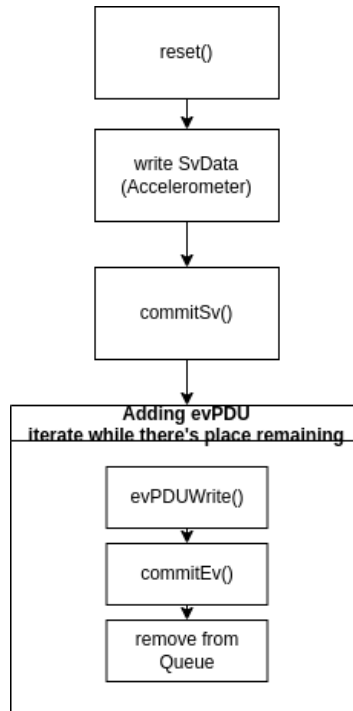 reset()
write SvData
(Accelerometer)
commitSv()
Adding evPDU
iterate while there's place remaining
evPDUWrite()
commitEv()
remove from
Queue